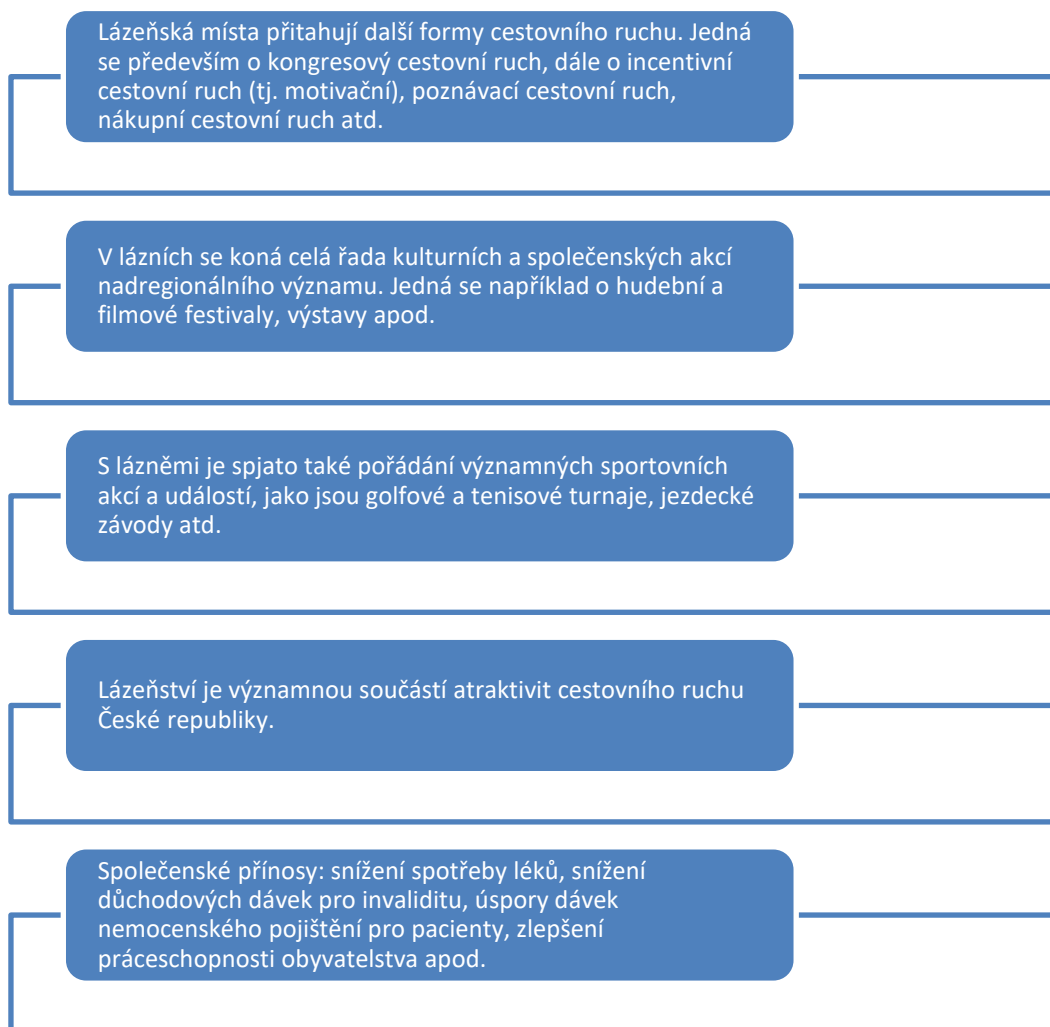 Lázeňská místa přitahují další formy cestovního ruchu. Jedná
se především o kongresový cestovní ruch, dále o incentivní
cestovní ruch (tj. motivační), poznávací cestovní ruch,
nákupní cestovní ruch atd.
V lázních se koná celá řada kulturních a společenských akcí
nadregionálního významu. Jedná se například o hudební a
filmové festivaly, výstavy apod.
S lázněmi je spjato také pořádání významných sportovních
akcí a událostí, jako jsou golfové a tenisové turnaje, jezdecké
závody atd.
Lázeňství je významnou součástí atraktivit cestovního ruchu
České republiky.
Společenské přínosy: snížení spotřeby léků, snížení
důchodových dávek pro invaliditu, úspory dávek
nemocenského pojištění pro pacienty, zlepšení
práceschopnosti obyvatelstva apod.